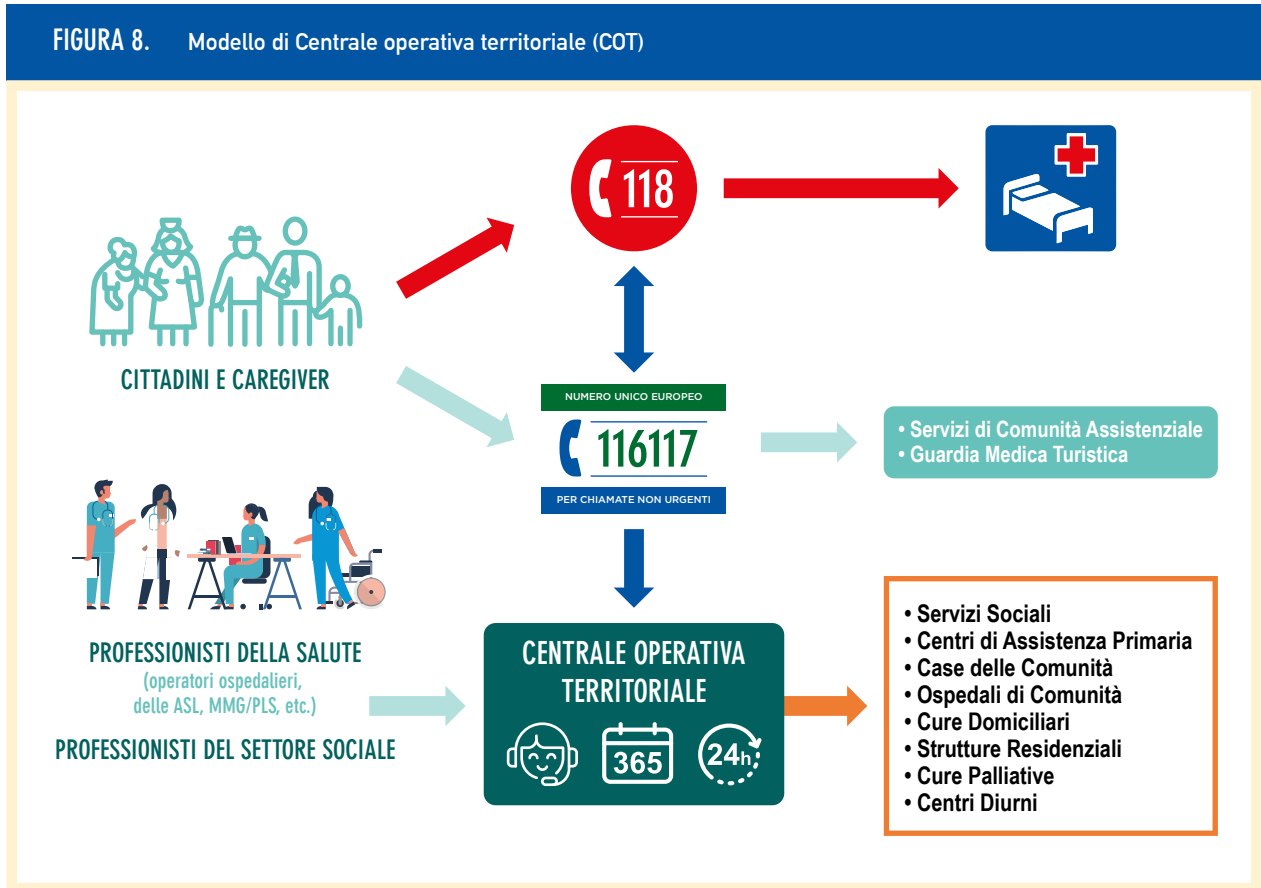 FIGURA 8. Modello di Centrale operativa territoriale (COT)
118
CITTADINI E CAREGIVER
NUMERO UNICO EUROPEO
116117
PER CHIAMATE NON URGENTI
• Servizi di Comunità Assistenziale
• Guardia Medica Turistica
PROFESSIONISTI DELLA SALUTE
(operatori ospedalieri,
delle ASL, MMG/PLS, etc.)
PROFESSIONISTI DEL SETTORE SOCIALE
CENTRALE OPERATIVA
TERRITORIALE
365
24h
• Servizi Sociali
• Centri di Assistenza Primaria
• Case delle Comunità
• Ospedali di Comunità
• Cure Domiciliari
• Strutture Residenziali
• Cure Palliative
• Centri Diurni